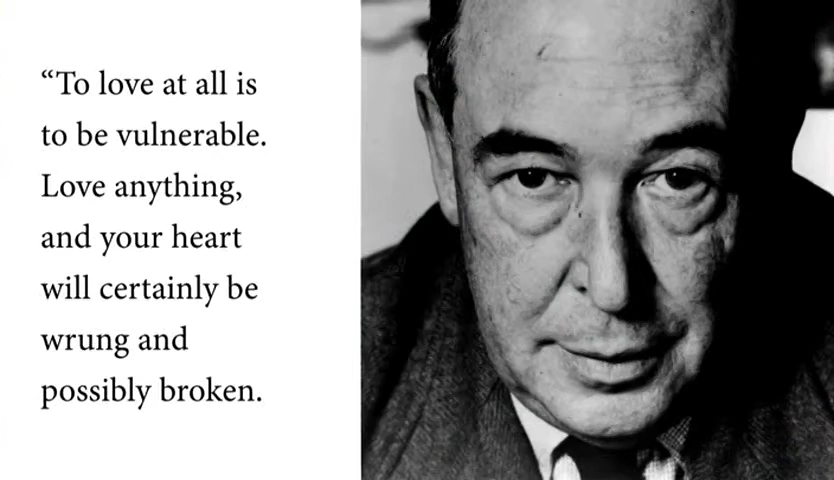 “To love at all is
to be vulnerable.
Love anything,
and your heart
will certainly be
wrung and
possibly broken.